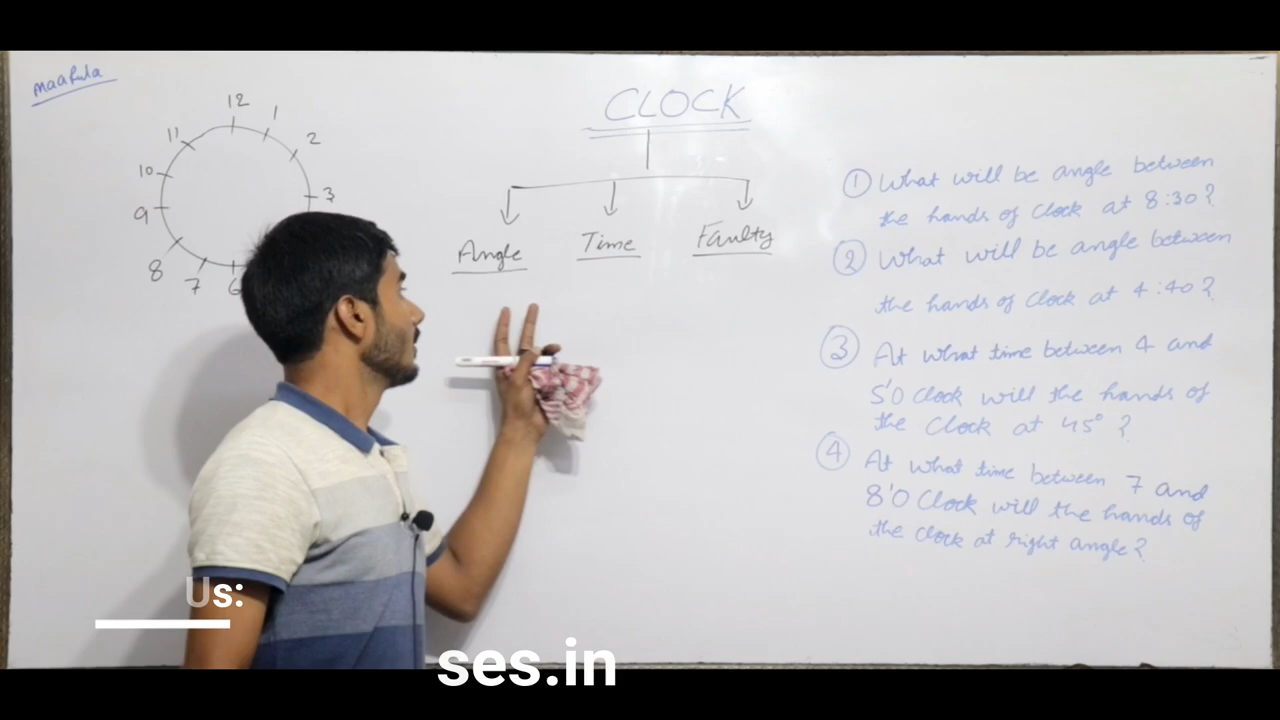 Maarula
CLOCK
12
1
2
3
11
10
9
8
7
6
Angle
Time
Faulty
① What will be angle between
the hands of Clock at 8:30?
② What will be angle between
the hands of Clock at 4:40?
③ At what time between 4 and
5'0 Clock will the hands of
the Clock at 45° ?
④ At what time between 7 and
8'0 Clock will the hands of
the clock at right angle?
Us:
ses.in